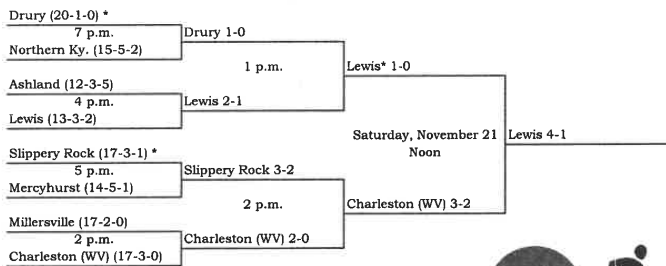 Drury (20-1-0) *
7 p.m.
Northern Ky. (15-5-2)
Drury 1-0
1 p.m.
Ashland (12-3-5)
4 p.m.
Lewis (13-3-2)
Lewis 2-1
Lewis* 1-0
Saturday, November 21
Noon
Lewis 4-1
Slippery Rock (17-3-1) *
5 p.m.
Mercyhurst (14-5-1)
Slippery Rock 3-2
2 p.m.
Millersville (17-2-0)
2 p.m.
Charleston (WV) (17-3-0)
Charleston (WV) 2-0
Charleston (WV) 3-2